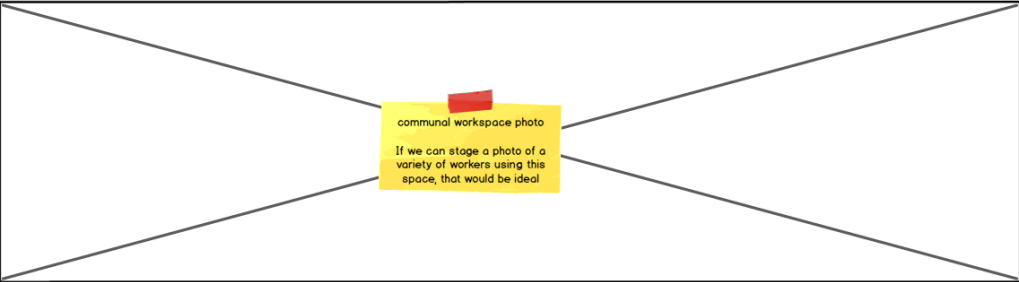 communal workspace photo
If we can stage a photo of a
variety of workers using this
space, that would be ideal